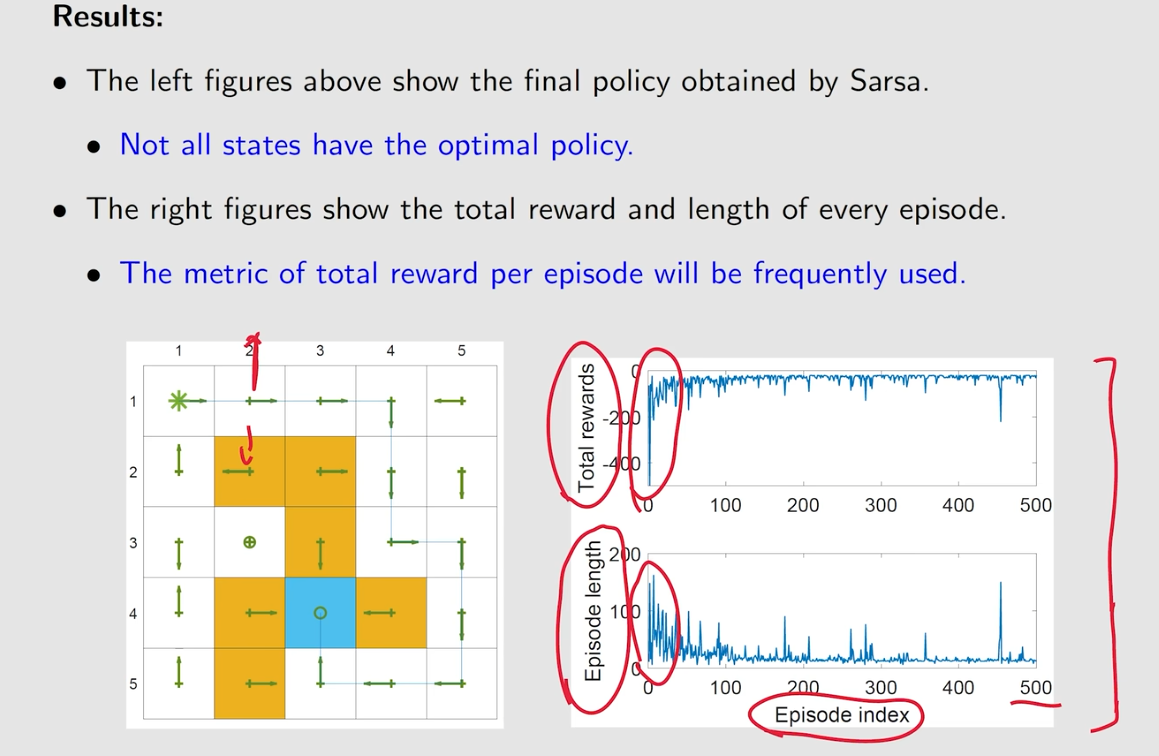 Results:
• The left figures above show the final policy obtained by Sarsa.
• Not all states have the optimal policy.
• The right figures show the total reward and length of every episode.
• The metric of total reward per episode will be frequently used.
1 2 3 4 5
1
2
3
4
5
Total rewards
0
-200
-400
0 100 200 300 400 500
Episode length
200
100
0
0 100 200 300 400 500
Episode index